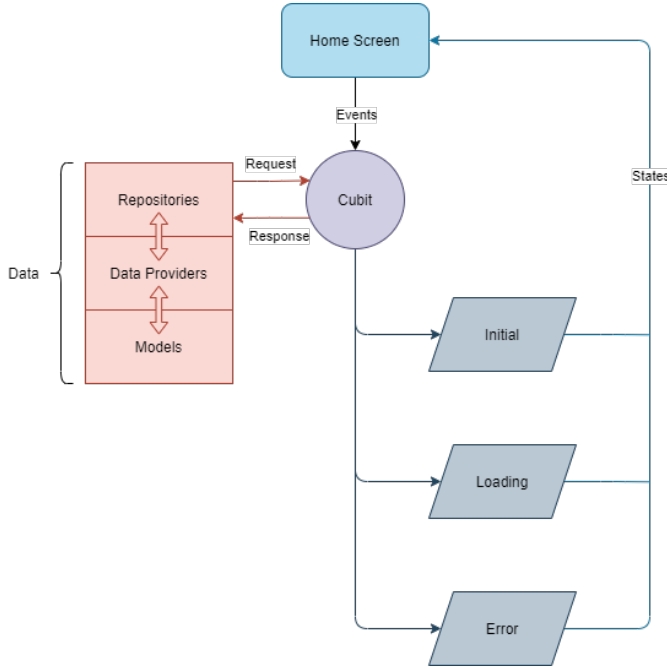 Home Screen
Events
Request
Repositories
Cubit
States
Response
Data
Data Providers
Models
Initial
Loading
Error